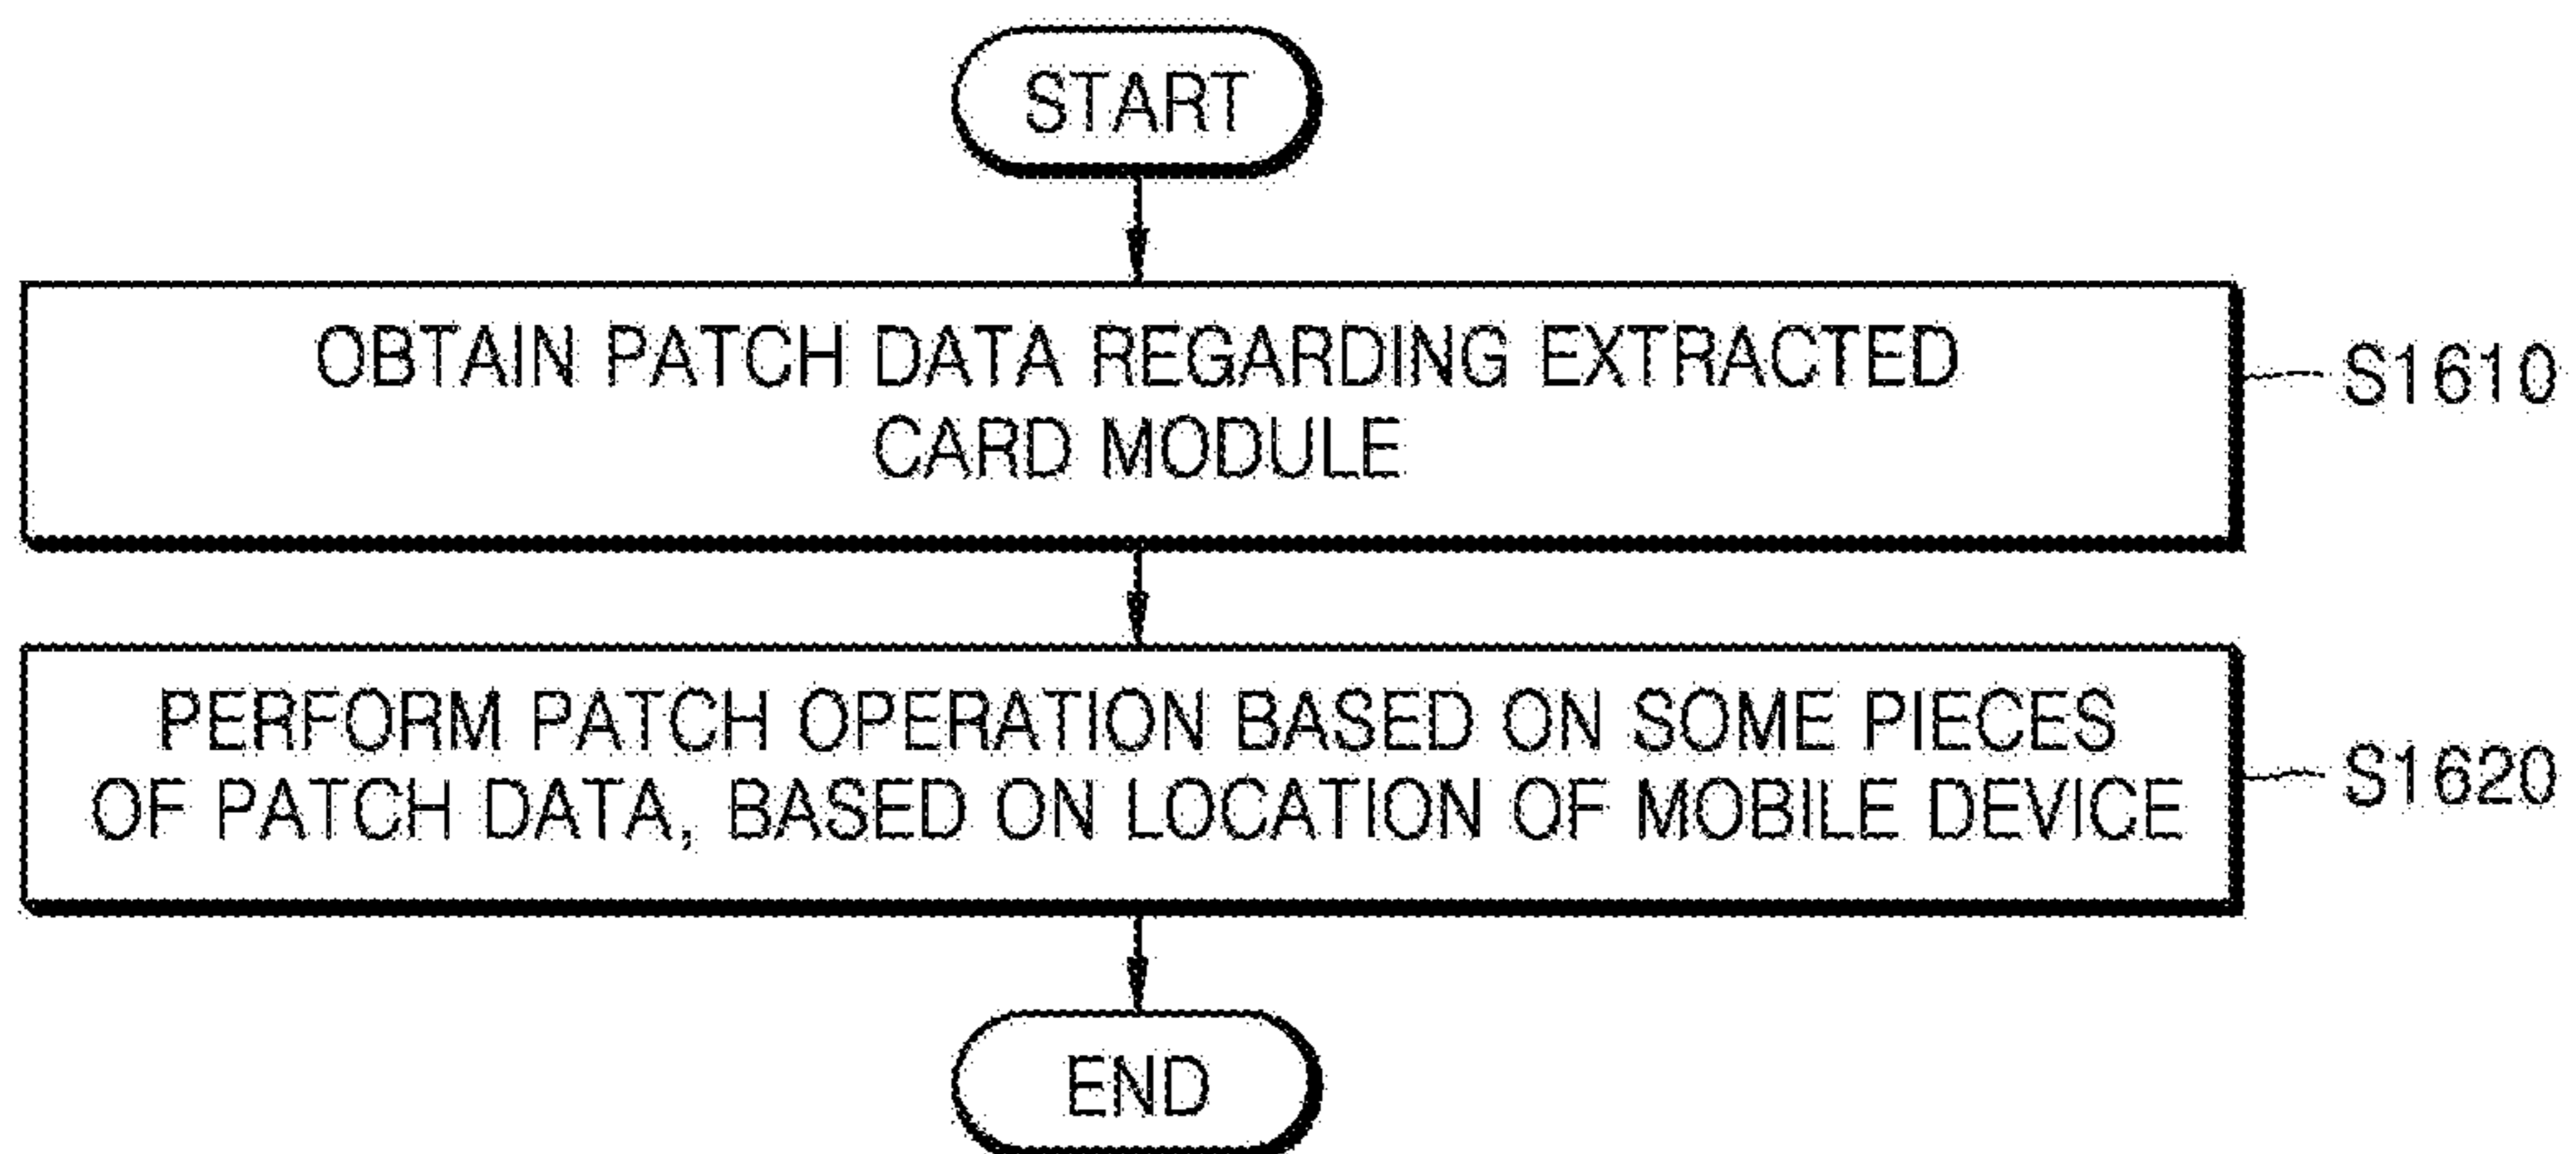 START
OBTAIN PATCH DATA REGARDING EXTRACTED
CARD MODULE
S1610
PERFORM PATCH OPERATION BASED ON SOME PIECES
OF PATCH DATA, BASED ON LOCATION OF MOBILE DEVICE
S1620
END